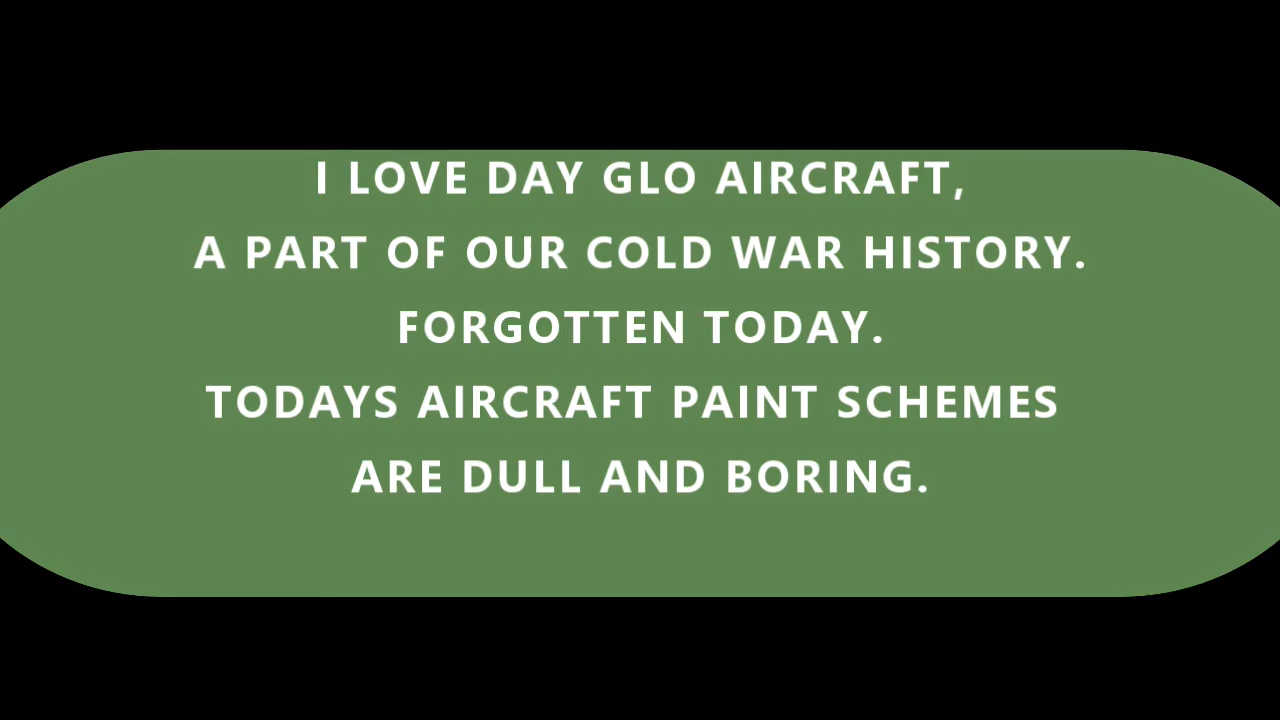 I LOVE DAY GLO AIRCRAFT,
A PART OF OUR COLD WAR HISTORY.
FORGOTTEN TODAY.
TODAYS AIRCRAFT PAINT SCHEMES
ARE DULL AND BORING.